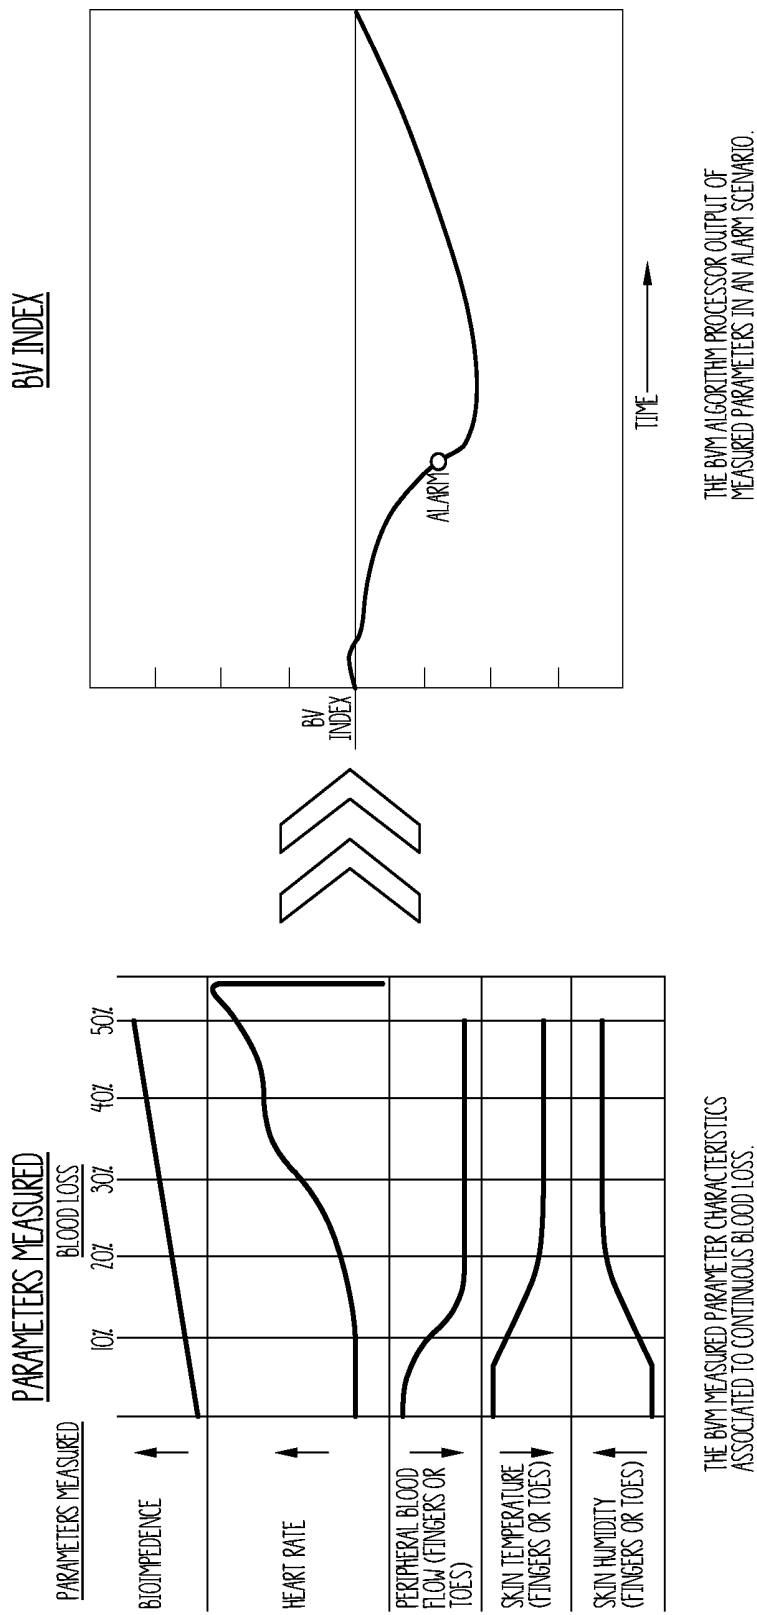 PARAMETERS MEASURED
PARAMETERS MEASURED
BLOOD LOSS
10%
20%
30%
40%
50%
BIOIMPEDENCE
HEART RATE
PERIPHERAL BLOOD
FLOW (FINGERS OR
TOES)
SKIN TEMPERATURE
(FINGERS OR TOES)
SKIN HUMIDITY
(FINGERS OR TOES)
THE BVM MEASURED PARAMETER CHARACTERISTICS
ASSOCIATED TO CONTINUOUS BLOOD LOSS.
BV INDEX
BV
INDEX
ALARM
TIME
THE BVM ALGORITHM PROCESSOR OUTPUT OF
MEASURED PARAMETERS IN AN ALARM SCENARIO.